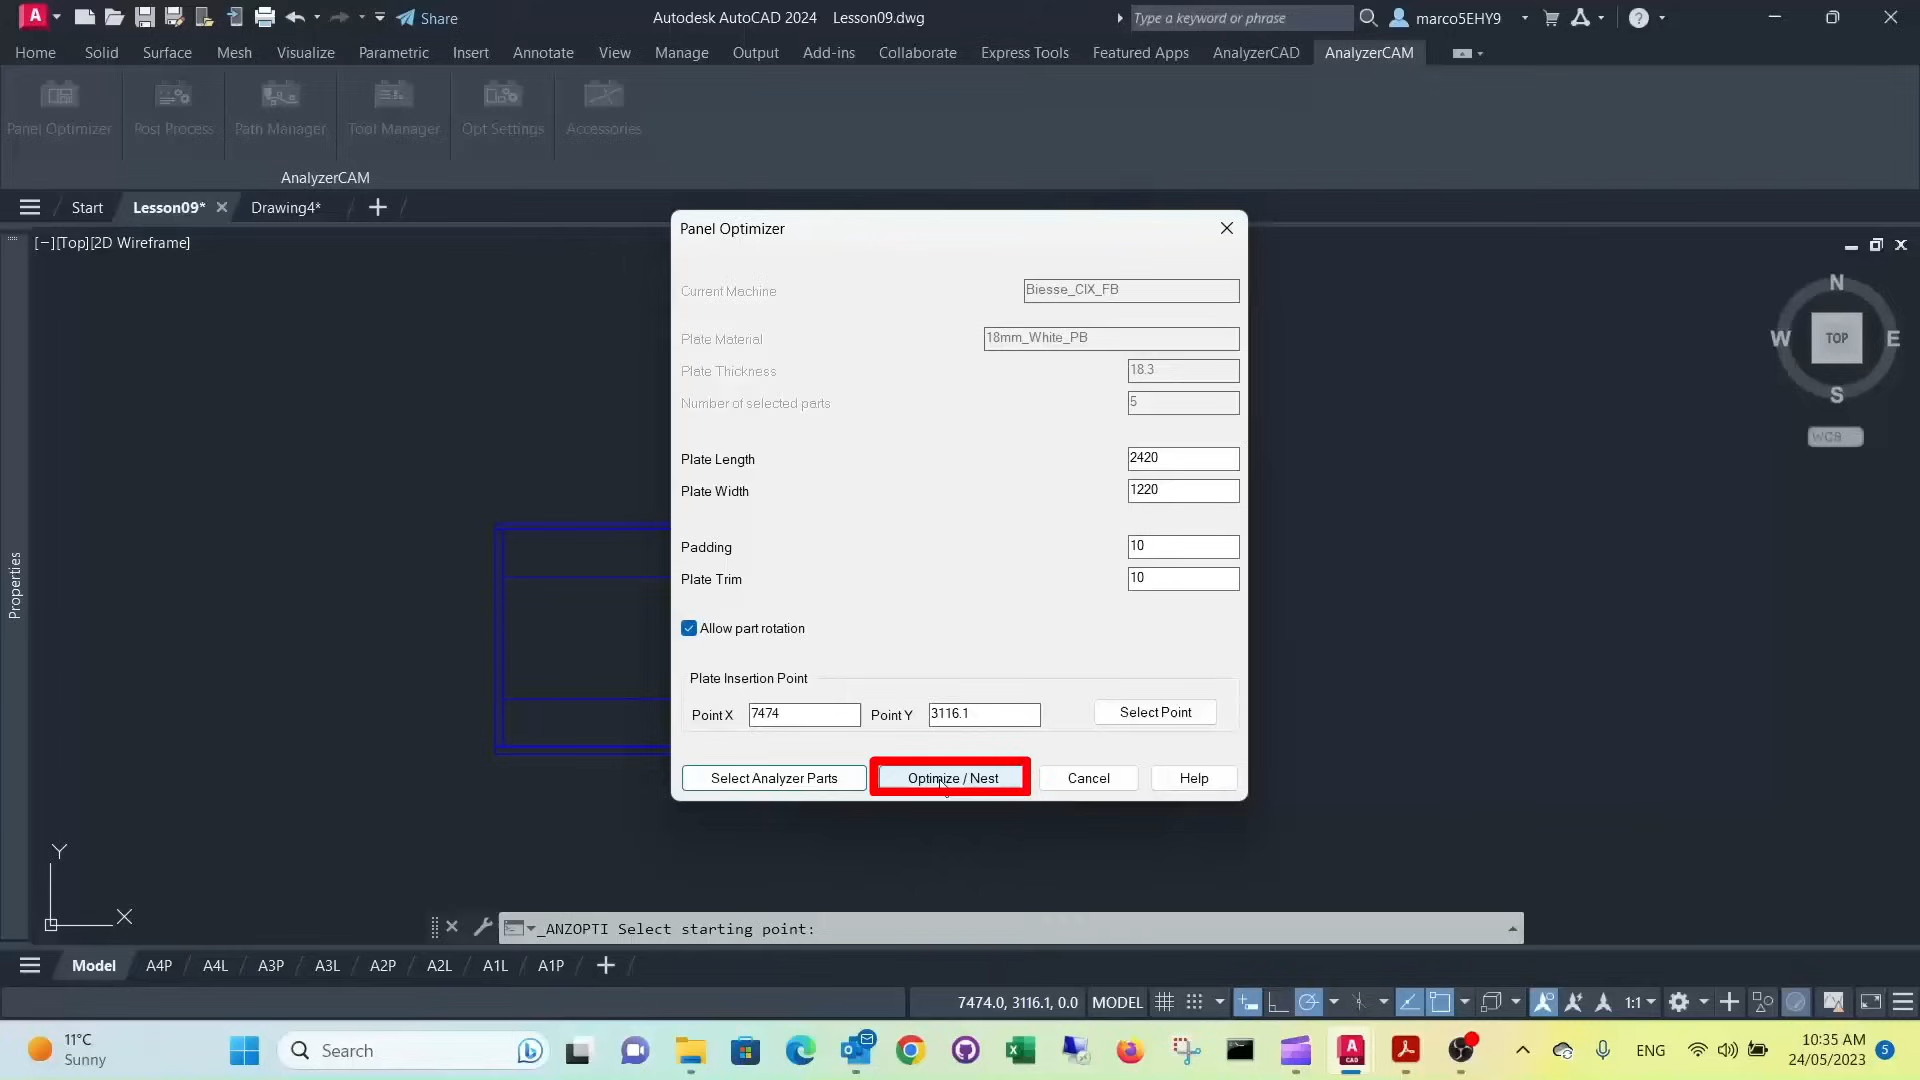 Share
Autodesk AutoCAD 2024 Lesson09.dwg
Type a keyword or phrase
marco5EHY9
Home Solid Surface Mesh Visualize Parametric Insert Annotate View Manage Output Add-ins Collaborate Express Tools Featured Apps AnalyzerCAD AnalyzerCAM
Panel Optimizer Post Process Path Manager Tool Manager Opt Settings Accessories
AnalyzerCAM
Start Lesson09* Drawing4*
[−][Top][2D Wireframe]
Panel Optimizer
Current Machine Biesse_CIX_FB
Plate Material 18mm_White_PB
Plate Thickness 18.3
Number of selected parts 5
Plate Length 2420
Plate Width 1220
Padding 10
Plate Trim 10
Allow part rotation
Plate Insertion Point
Point X 7474 Point Y 3116.1 Select Point
Select Analyzer Parts Optimize / Nest Cancel Help
N
W TOP E
S
WCS
Properties
Y
X
_ANZOPTI Select starting point:
Model A4P A4L A3P A3L A2P A2L A1L A1P
7474.0, 3116.1, 0.0 MODEL 1:1
11°C
Sunny
Search
ENG
10:35 AM
24/05/2023
5